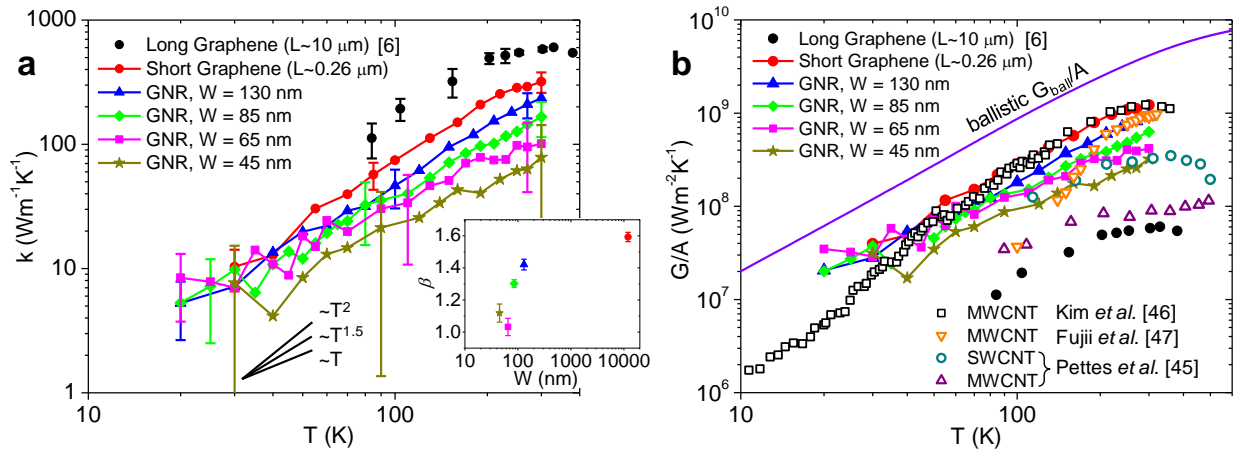 a
k (Wm⁻¹K⁻¹)
1000
100
10
1
Long Graphene (L~10 μm) [6]
Short Graphene (L~0.26 μm)
GNR, W = 130 nm
GNR, W = 85 nm
GNR, W = 65 nm
GNR, W = 45 nm
~T²
~T¹·⁵
~T
β
1.6
1.4
1.2
1.0
10 100 1000 10000
W (nm)
10 100
T (K)
b
G/A (Wm⁻²K⁻¹)
10¹⁰
10⁹
10⁸
10⁷
10⁶
Long Graphene (L~10 μm) [6]
Short Graphene (L~0.26 μm)
GNR, W = 130 nm
GNR, W = 85 nm
GNR, W = 65 nm
GNR, W = 45 nm
ballistic G_ball/A
MWCNT Kim et al. [46]
MWCNT Fujii et al. [47]
SWCNT
MWCNT } Pettes et al. [45]
10 100
T (K)